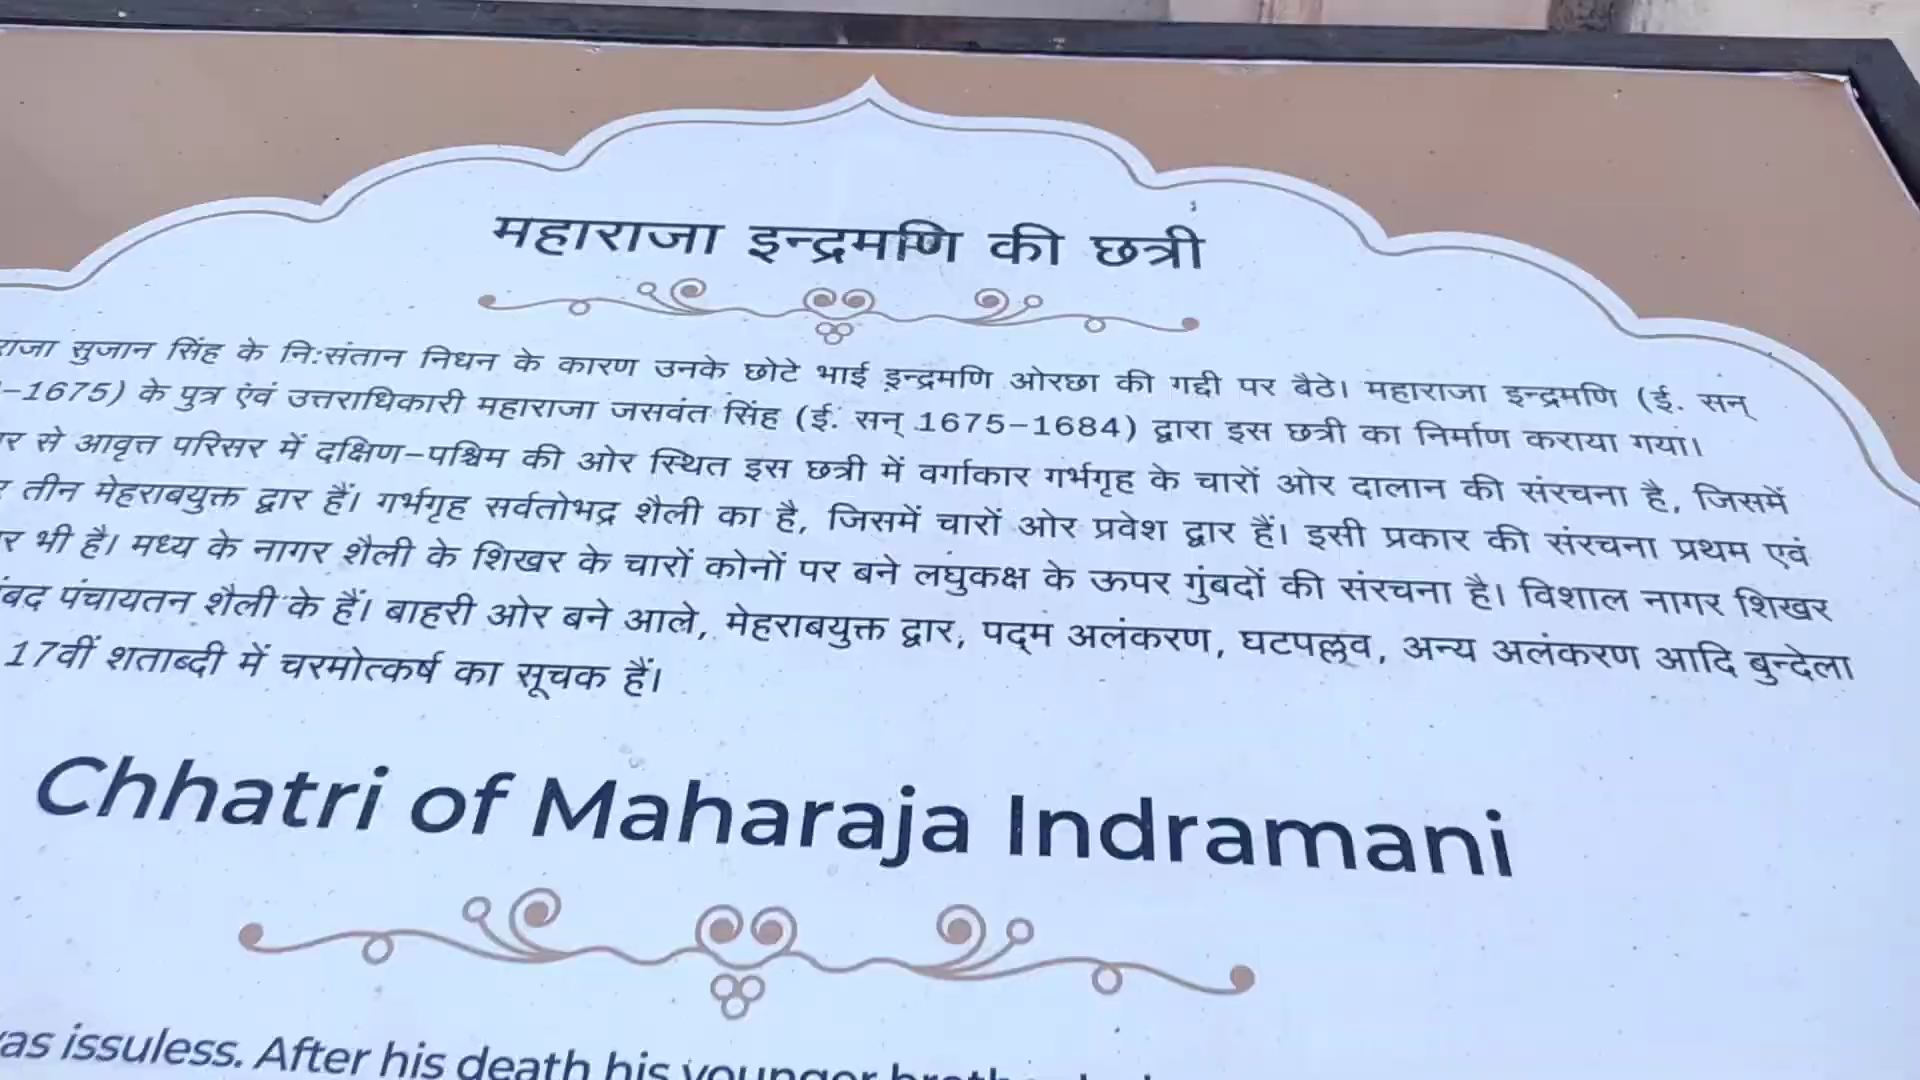 महाराजा इन्द्रमणि की छत्री
सुजान सिंह के नि:संतान निधन के कारण उनके छोटे भाई इन्द्रमणि ओरछा की गद्दी पर बैठे। महाराजा इन्द्रमणि (ई. सन्
–1675) के पुत्र एंवं उत्तराधिकारी महाराजा जसवंत सिंह (ई. सन् 1675–1684) द्वारा इस छत्री का निर्माण कराया गया।
से आवृत्त परिसर में दक्षिण–पश्चिम की ओर स्थित इस छत्री में वर्गाकार गर्भगृह के चारों ओर दालान की संरचना है, जिसमें
तीन मेहराबयुक्त द्वार हैं। गर्भगृह सर्वतोभद्र शैली का है, जिसमें चारों ओर प्रवेश द्वार हैं। इसी प्रकार की संरचना प्रथम एवं
भी है। मध्य के नागर शैली के शिखर के चारों कोनों पर बने लघुकक्ष के ऊपर गुंबदों की संरचना है। विशाल नागर शिखर
पंचायतन शैली के हैं। बाहरी ओर बने आले, मेहराबयुक्त द्वार, पद्म अलंकरण, घटपल्लव, अन्य अलंकरण आदि बुन्देला
17वीं शताब्दी में चरमोत्कर्ष का सूचक हैं।
Chhatri of Maharaja Indramani
issuless. After his death his younger